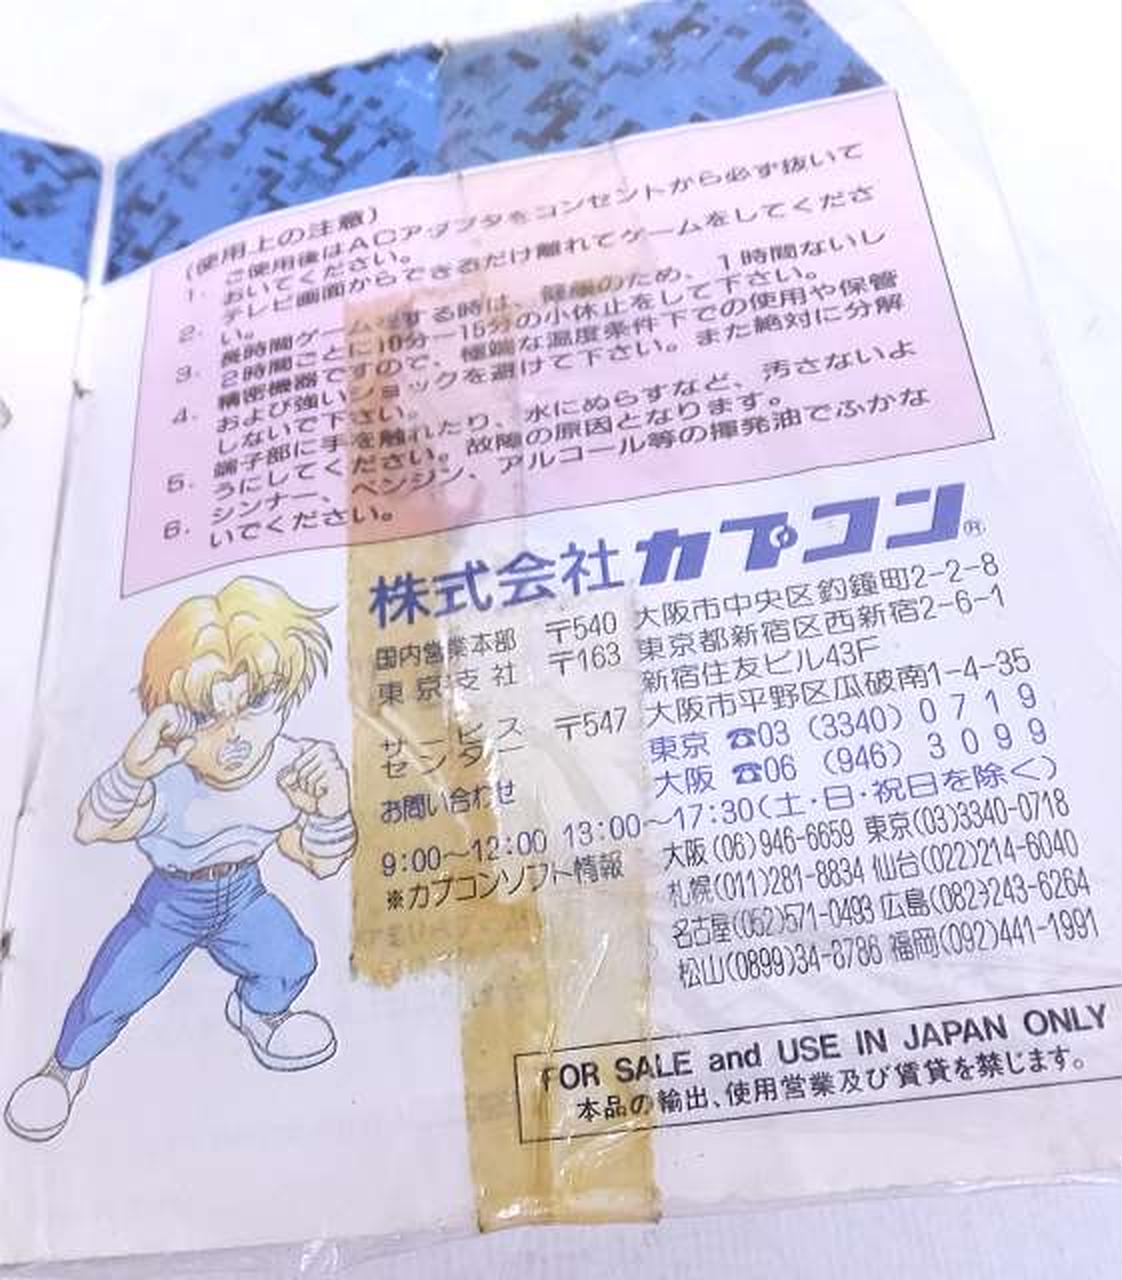 (使用上の注意)
1. ご使用後はACアダプタをコンセントから必ず抜いて
おいてください。
2. テレビ画面からできるだけ離れてゲームをしてくださ
い。
3. 長時間ゲームをする時は、健康のため、1時間ないし
2時間ごとに10分ー15分の小休止をして下さい。
4. 精密機器ですので、極端な温度条件下での使用や保管
および強いショックを避けて下さい。また絶対に分解
しないで下さい。
5. 端子部に手を触れたり、水にぬらすなど、汚さないよ
うにしてください。故障の原因となります。
6. シンナー、ベンジン、アルコール等の揮発油でふかな
いでください。
株式会社カプコン®
国内営業本部 〒540 大阪市中央区釣鐘町2-2-8
東京支社 〒163 東京都新宿区西新宿2-6-1
新宿住友ビル43F
サービスセンター 〒547 大阪市平野区瓜破南1-4-35
お問い合わせ 東京 ☎03 (3340) 0719
大阪 ☎06 (946) 3099
9:00〜12:00 13:00〜17:30(土・日・祝日を除く)
※カプコンソフト情報 大阪(06)946-6659 東京(03)3340-0718
札幌(011)281-8834 仙台(022)214-6040
名古屋(052)571-0493 広島(082)243-6264
松山(0899)34-8786 福岡(092)441-1991
FOR SALE and USE IN JAPAN ONLY
本品の輸出、使用営業及び賃貸を禁じます。